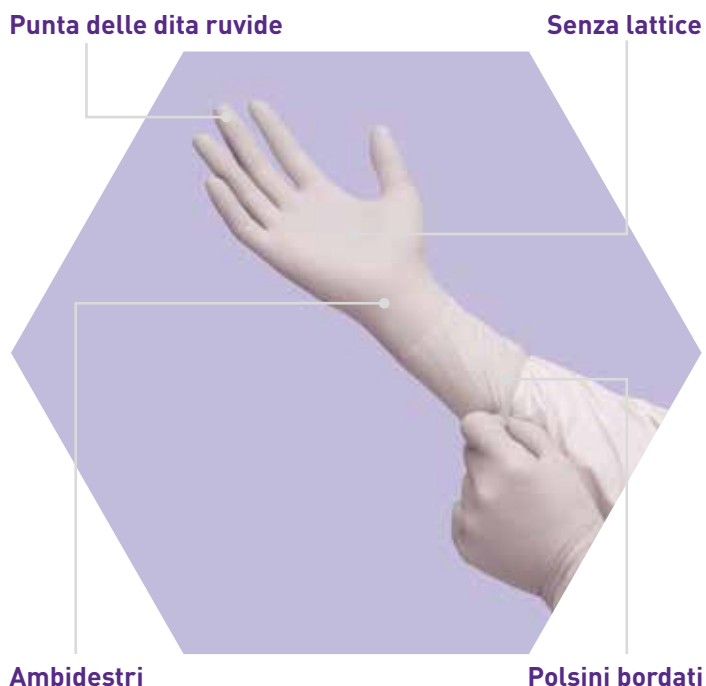 Punta delle dita ruvide
Senza lattice
Ambidestri
Polsini bordati